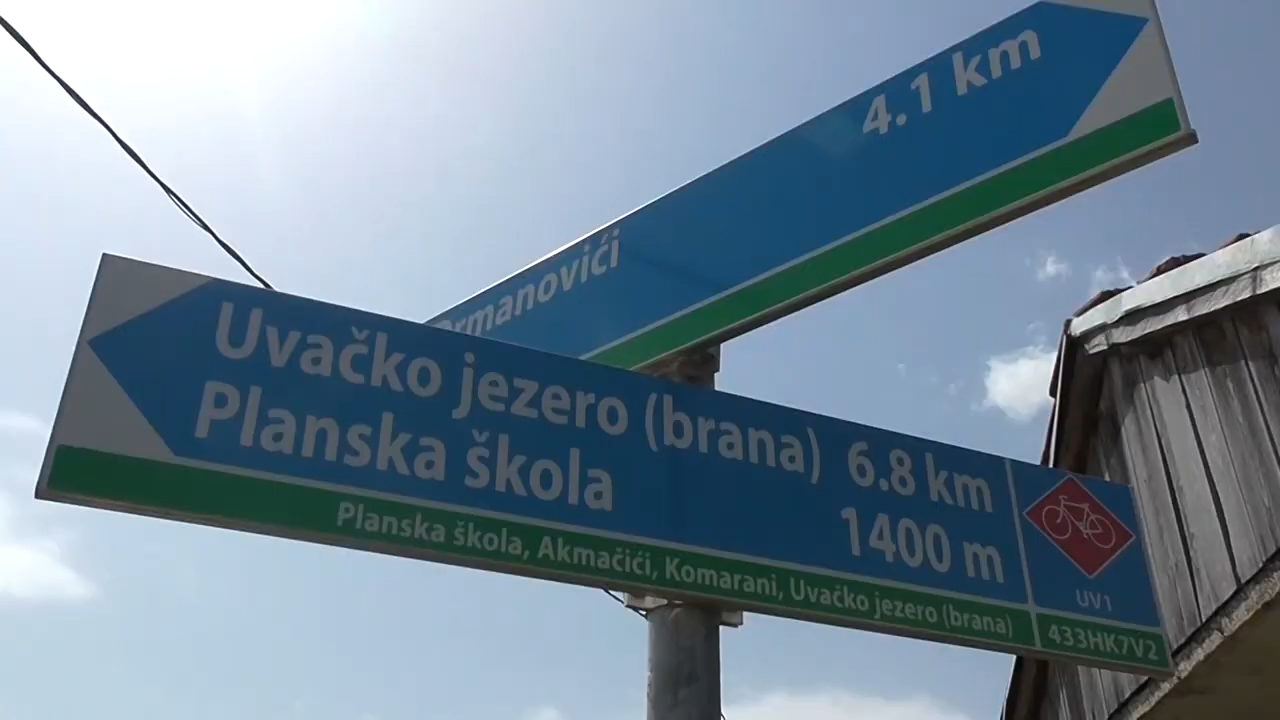 4.1 km
Uvačko jezero (brana) 6.8 km
Planska škola 1400 m
Planska škola, Akmačići, Komarani, Uvačko jezero (brana)
UV1
433HK7V2